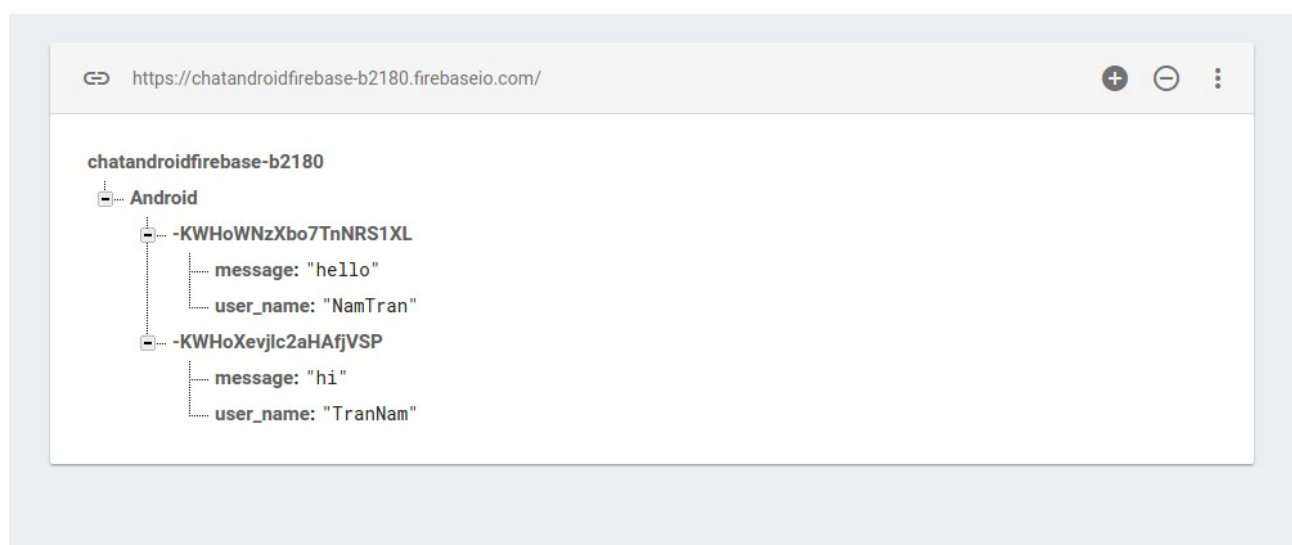 https://chatandroidfirebase-b2180.firebaseio.com/
chatandroidfirebase-b2180
Android
-KWHoWNzXbo7TnNRS1XL
message: "hello"
user_name: "NamTran"
-KWHoXevjlc2aHAfjVSP
message: "hi"
user_name: "TranNam"